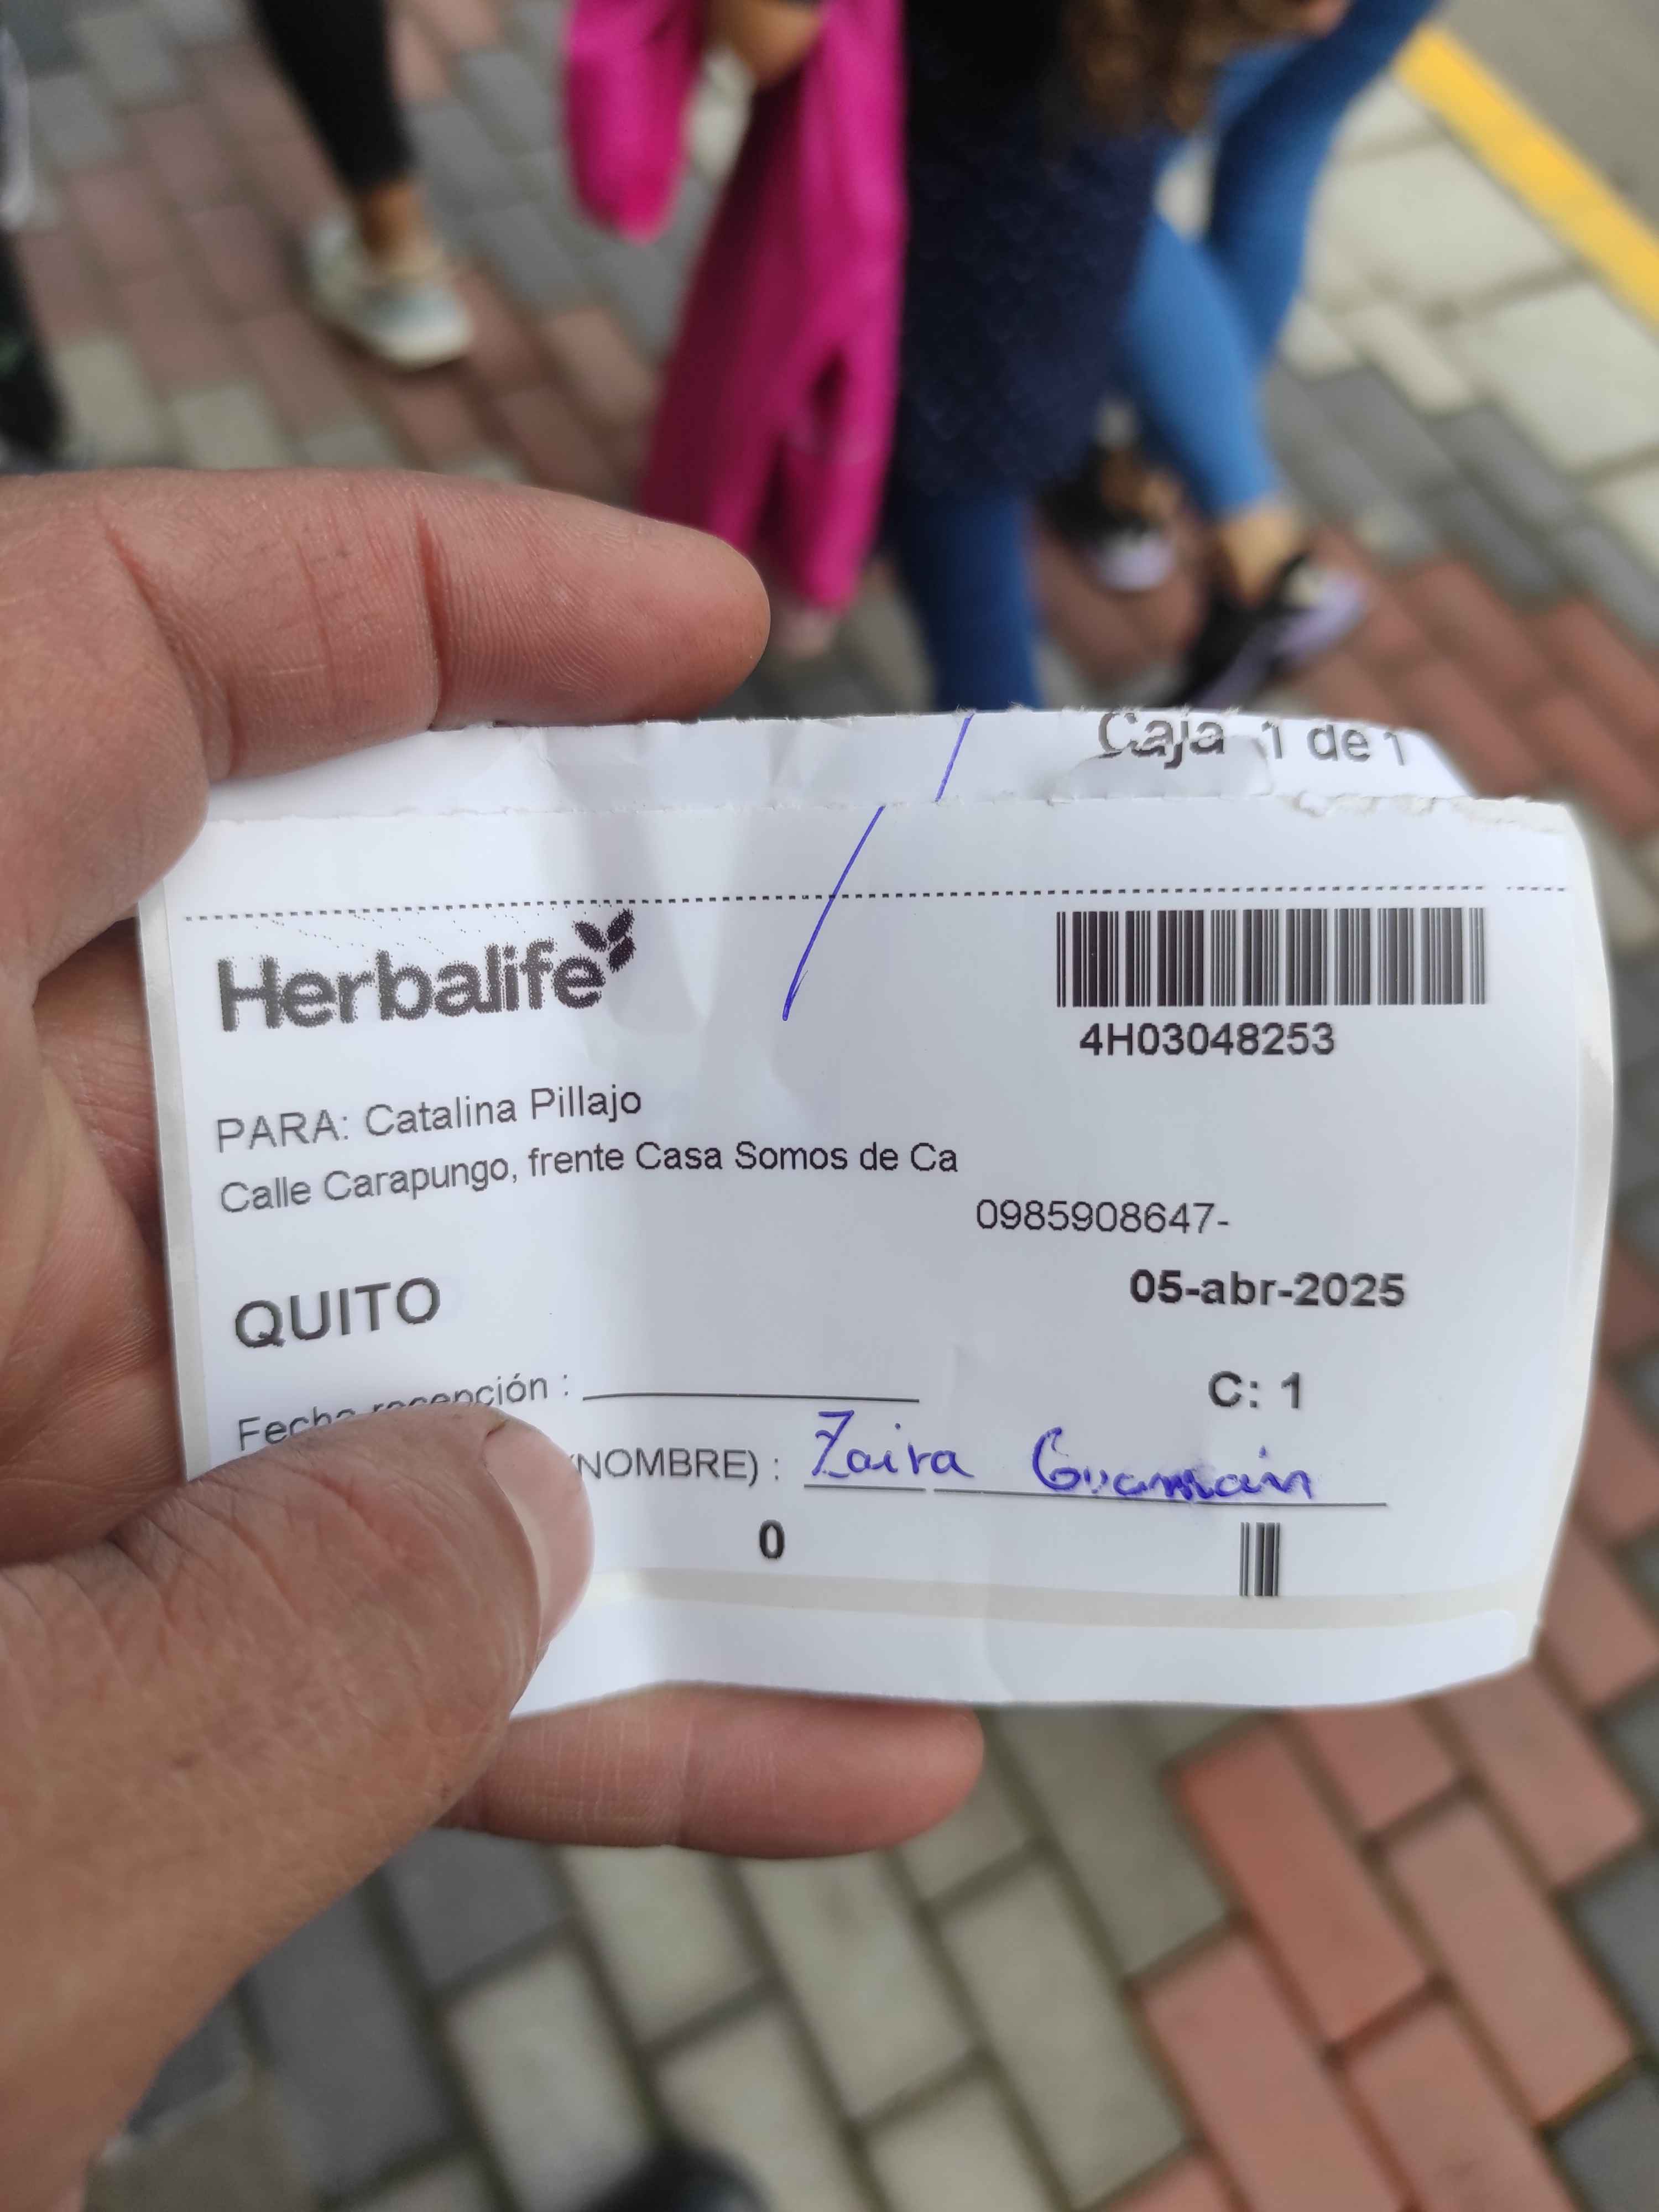 Caja 1 de 1
Herbalife
4H03048253
PARA: Catalina Pillajo
Calle Carapungo, frente Casa Somos de Ca
0985908647-
QUITO
05-abr-2025
Fecha recepción :
C: 1
(NOMBRE) : Zaira Guamán
0